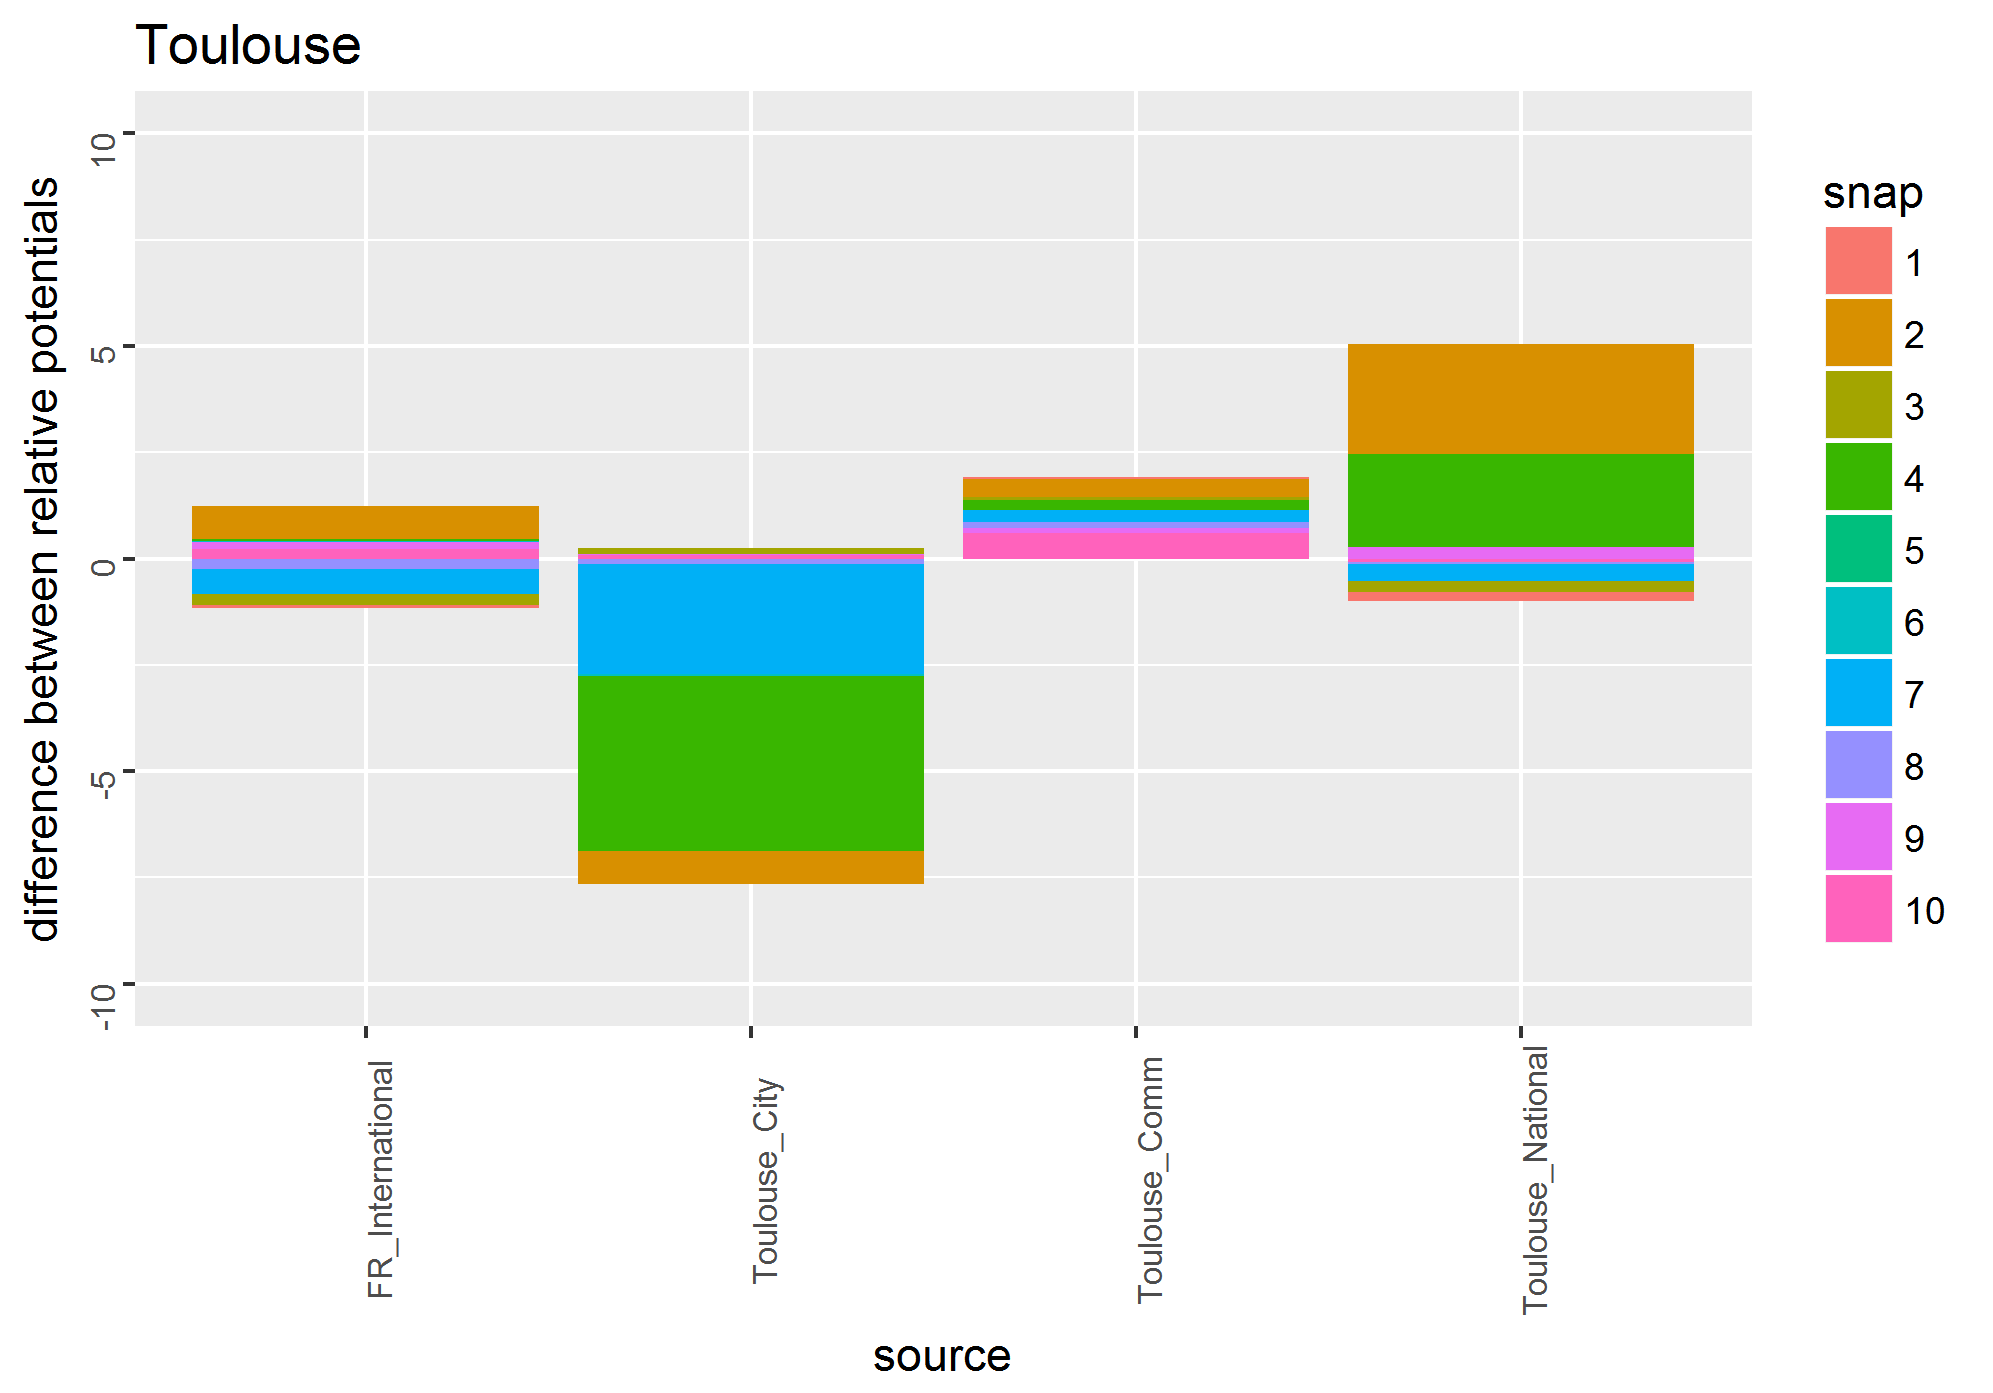 Toulouse
difference between relative potentials
10
5
0
-5
-10
FR_International
Toulouse_City
Toulouse_Comm
Toulouse_National
source
snap
1
2
3
4
5
6
7
8
9
10